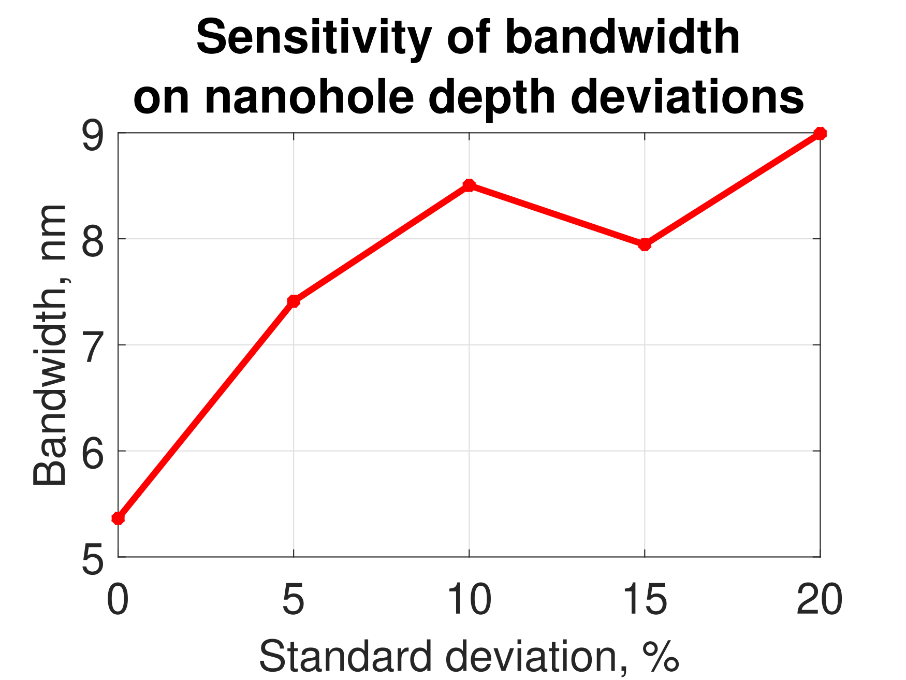 Sensitivity of bandwidth
on nanohole depth deviations
Bandwidth, nm
9
8
7
6
5
0 5 10 15 20
Standard deviation, %